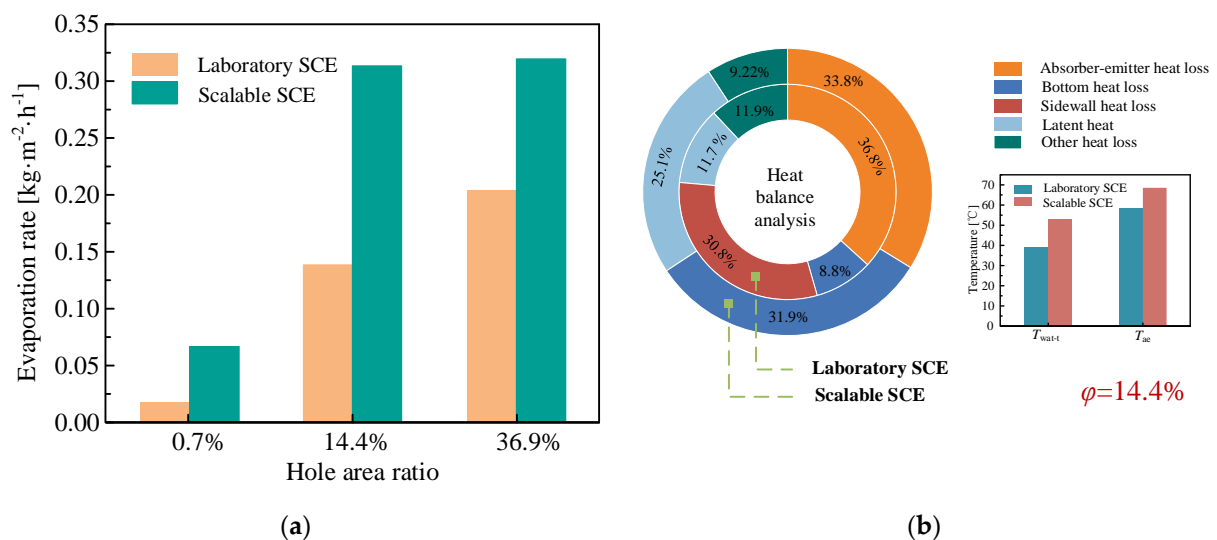 Evaporation rate [kg·m⁻²·h⁻¹]
0.35
0.30
0.25
0.20
0.15
0.10
0.05
0.00
Laboratory SCE
Scalable SCE
0.7%
14.4%
36.9%
Hole area ratio
(a)
9.22%
33.8%
11.9%
36.8%
11.7 %
25.1%
Heat
balance
analysis
30.8%
8.8%
31.9%
Laboratory SCE
Scalable SCE
Absorber-emitter heat loss
Bottom heat loss
Sidewall heat loss
Latent heat
Other heat loss
Temperature [℃]
70
60
50
40
30
20
10
0
Laboratory SCE
Scalable SCE
T_wat-t
T_ae
φ=14.4%
(b)